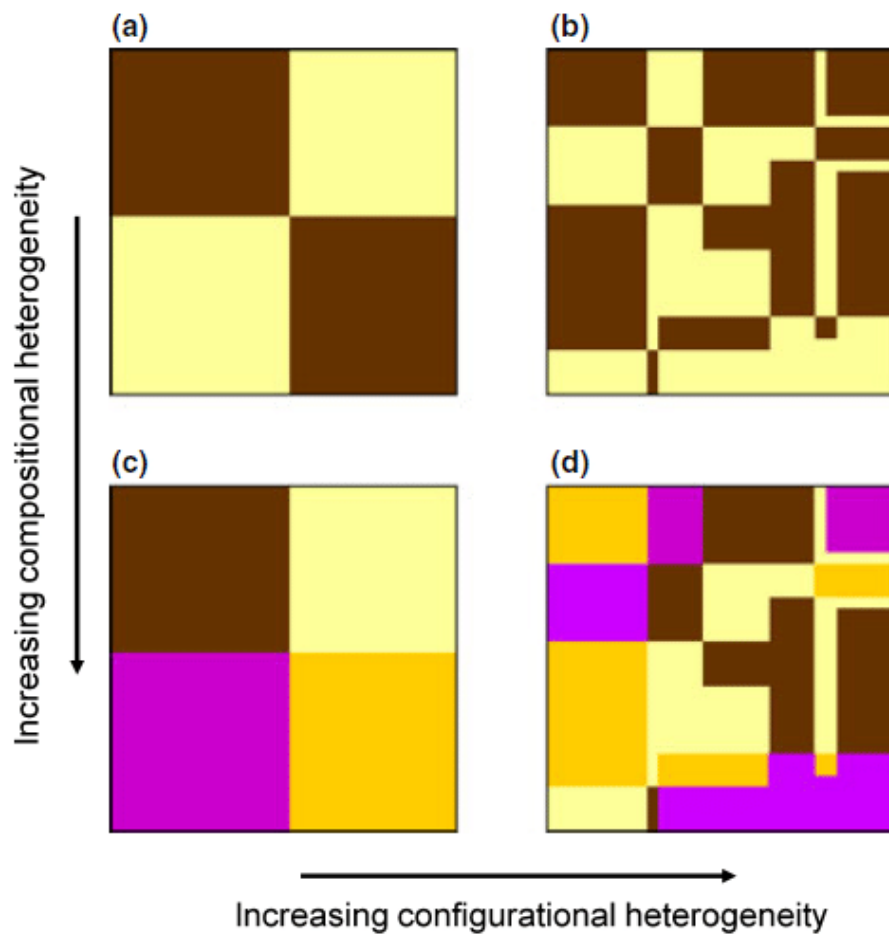 (a)
(b)
Increasing compositional heterogeneity
(c)
(d)
Increasing configurational heterogeneity